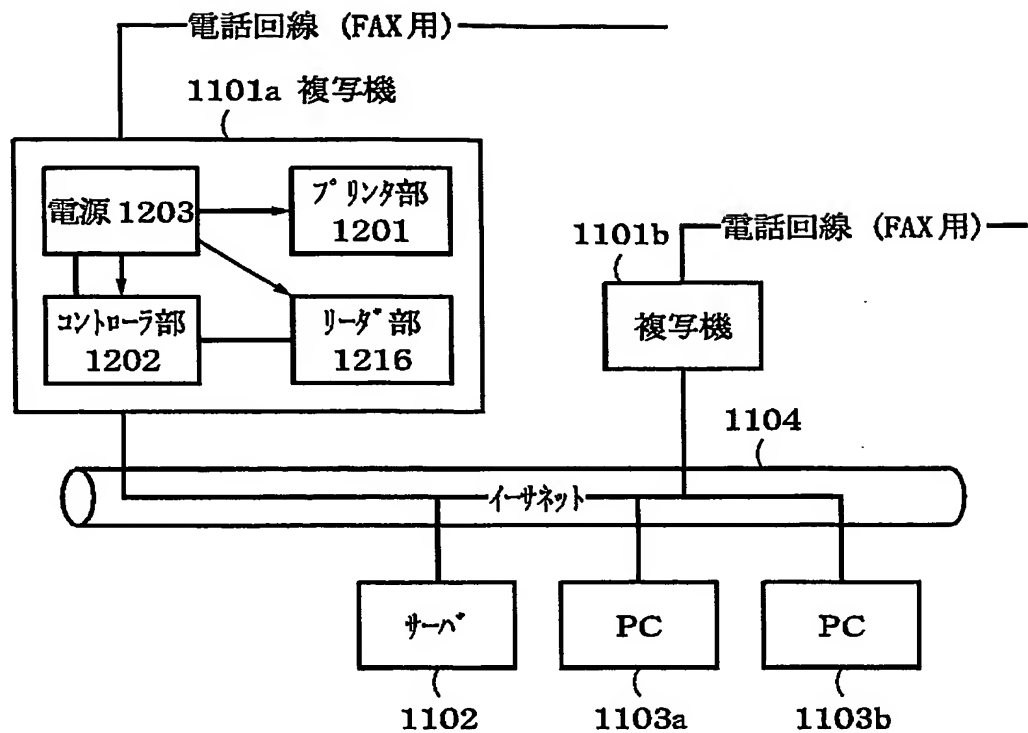 電話回線 (FAX用)
1101a 複写機
電源 1203
プリンタ部
1201
コントローラ部
1202
リーダ部
1216
電話回線 (FAX用)
1101b
複写機
1104
イーサネット
サーバ
PC
PC
1102
1103a
1103b